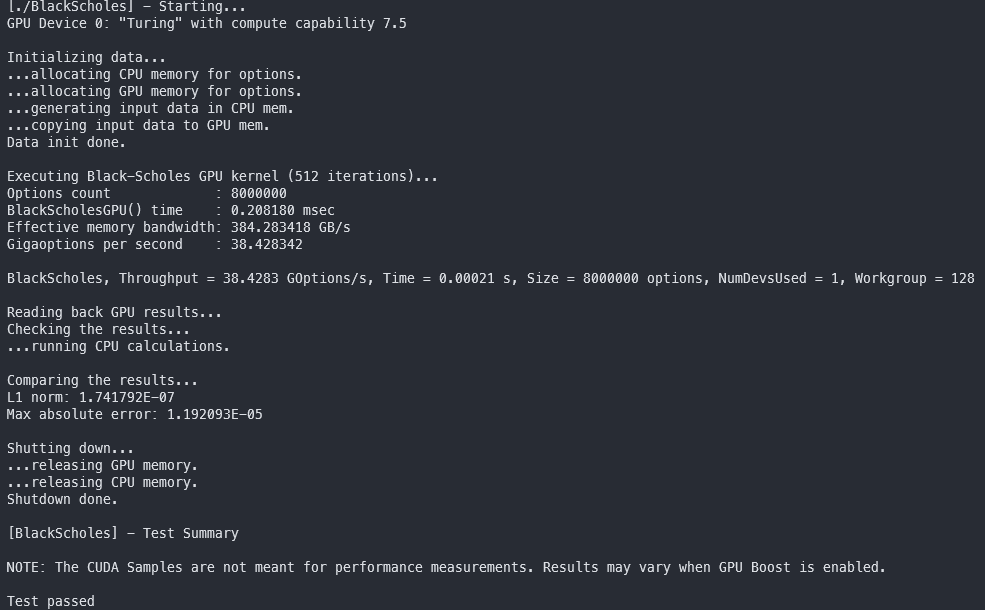 [./BlackScholes] - Starting...
GPU Device 0: "Turing" with compute capability 7.5
Initializing data...
...allocating CPU memory for options.
...allocating GPU memory for options.
...generating input data in CPU mem.
...copying input data to GPU mem.
Data init done.
Executing Black-Scholes GPU kernel (512 iterations)...
Options count             : 8000000
BlackScholesGPU() time    : 0.208180 msec
Effective memory bandwidth: 384.283418 GB/s
Gigaoptions per second    : 38.428342
BlackScholes, Throughput = 38.4283 GOptions/s, Time = 0.00021 s, Size = 8000000 options, NumDevsUsed = 1, Workgroup = 128
Reading back GPU results...
Checking the results...
...running CPU calculations.
Comparing the results...
L1 norm: 1.741792E-07
Max absolute error: 1.192093E-05
Shutting down...
...releasing GPU memory.
...releasing CPU memory.
Shutdown done.
[BlackScholes] - Test Summary
NOTE: The CUDA Samples are not meant for performance measurements. Results may vary when GPU Boost is enabled.
Test passed